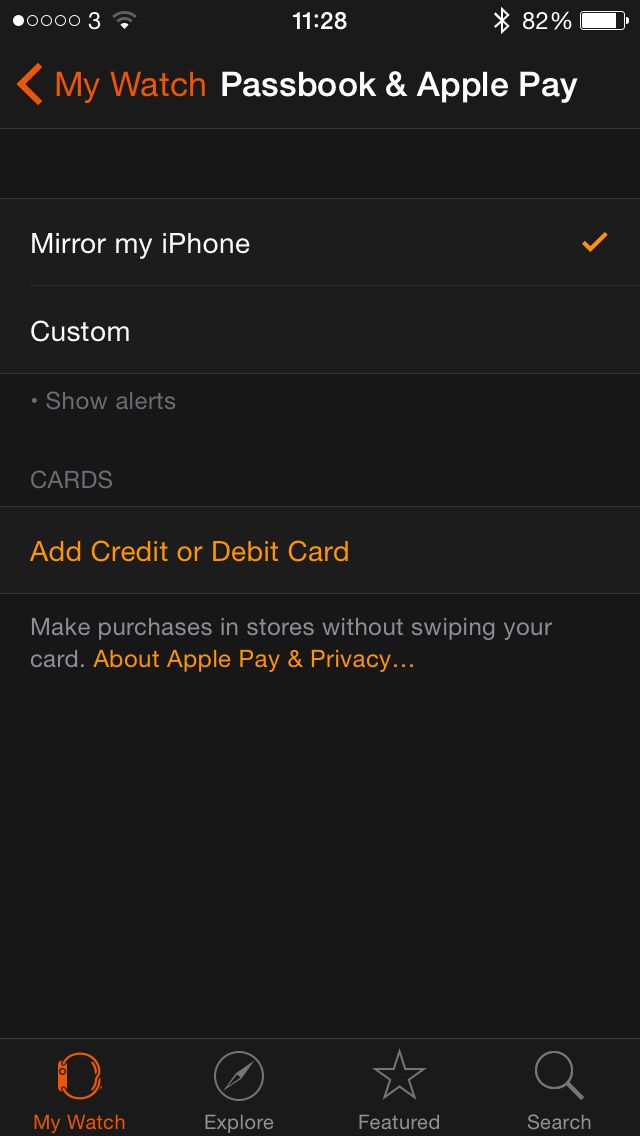 3 11:28 82%
My Watch Passbook & Apple Pay
Mirror my iPhone
Custom
• Show alerts
CARDS
Add Credit or Debit Card
Make purchases in stores without swiping your
card. About Apple Pay & Privacy...
My Watch Explore Featured Search